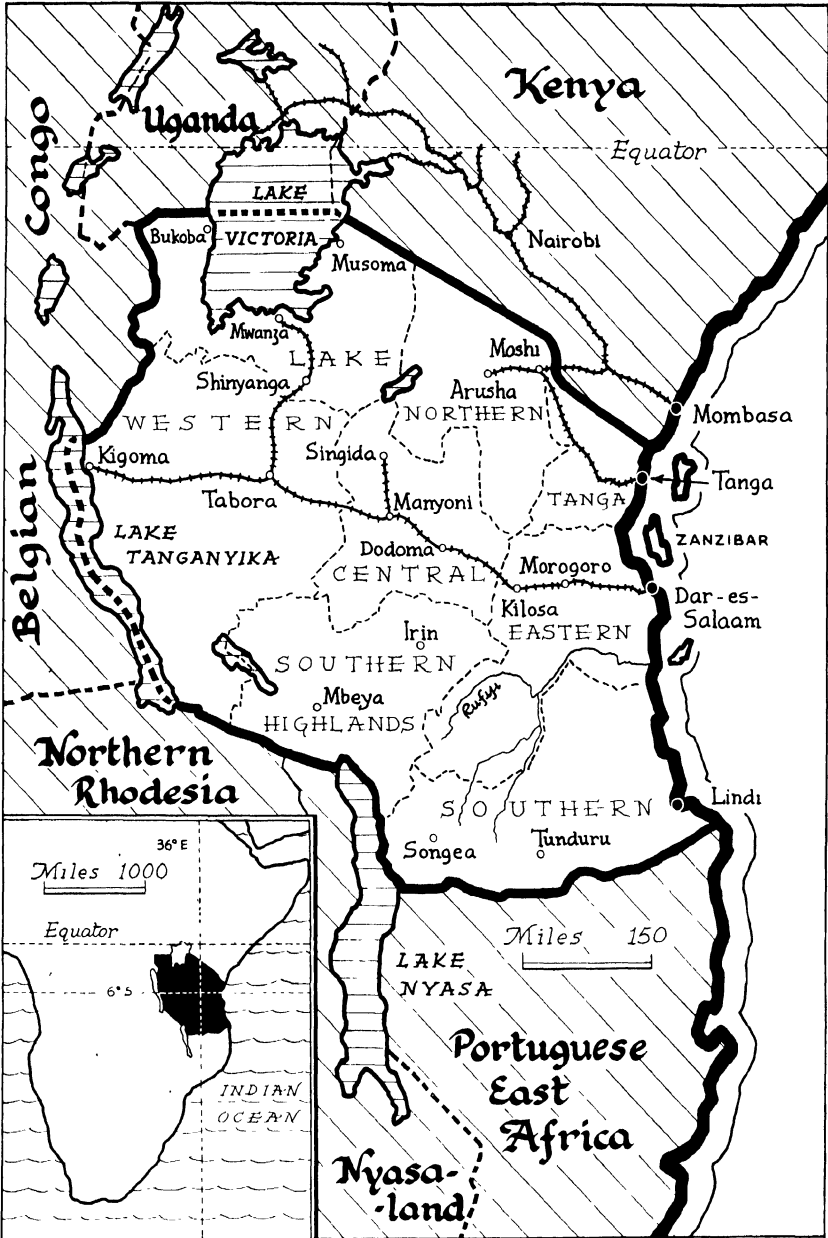 Kenya
Uganda
Congo
Equator
LAKE
VICTORIA
Bukoba
Nairobi
Musoma
Mwanza
LAKE
Moshi
Shinyanga
Arusha
NORTHERN
Mombasa
WESTERN
Singida
Kigoma
Tanga
Tabora
Manyoni
TANGA
LAKE
TANGANYIKA
ZANZIBAR
Dodoma
CENTRAL
Morogoro
Belgian
Kilosa
Dar-es-
Salaam
EASTERN
Irin
SOUTHERN
Mbeya
Rufiji
HIGHLANDS
Northern
Rhodesia
SOUTHERN
Lindi
Songea
Tunduru
36°E
Miles 1000
Equator
6°S
INDIAN
OCEAN
Miles 150
LAKE
NYASA
Portuguese
East
Africa
Nyasa-
-land